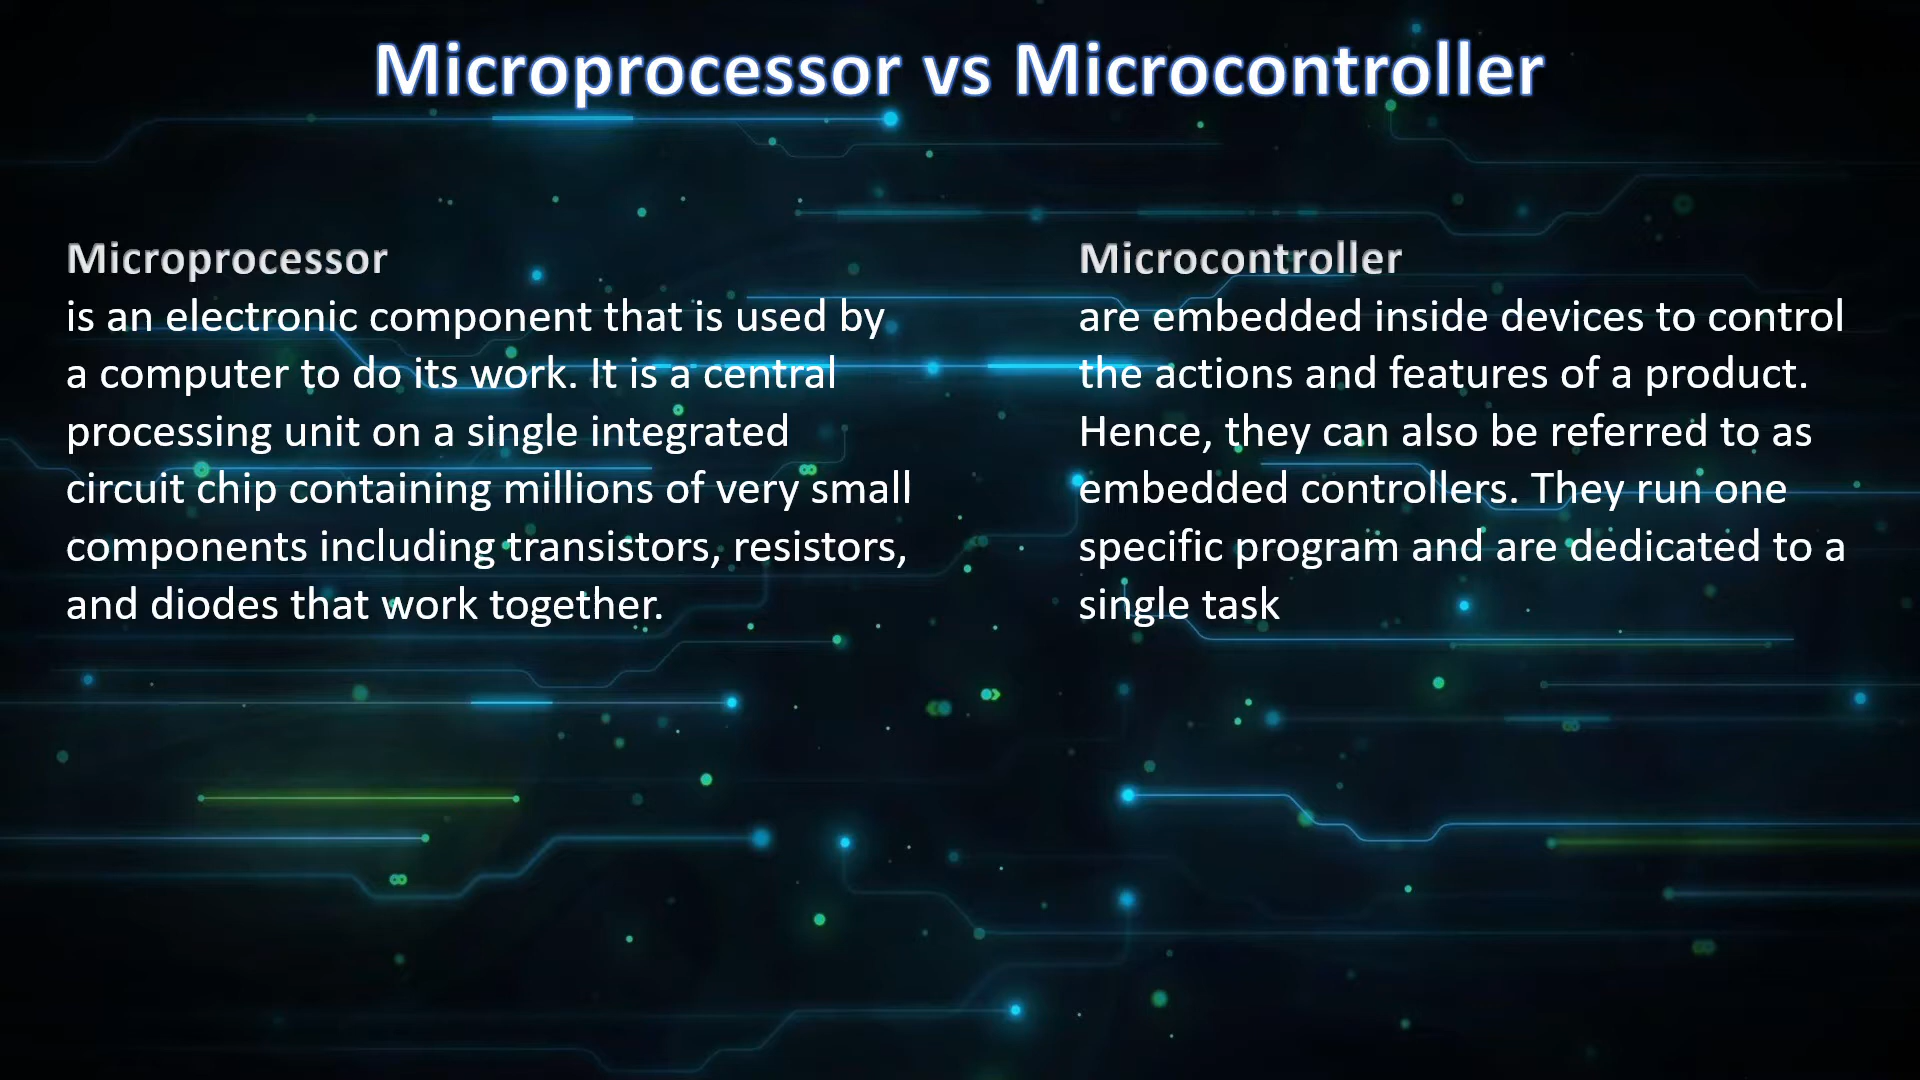 Microprocessor vs Microcontroller
Microprocessor
is an electronic component that is used by
a computer to do its work. It is a central
processing unit on a single integrated
circuit chip containing millions of very small
components including transistors, resistors,
and diodes that work together.
Microcontroller
are embedded inside devices to control
the actions and features of a product.
Hence, they can also be referred to as
embedded controllers. They run one
specific program and are dedicated to a
single task